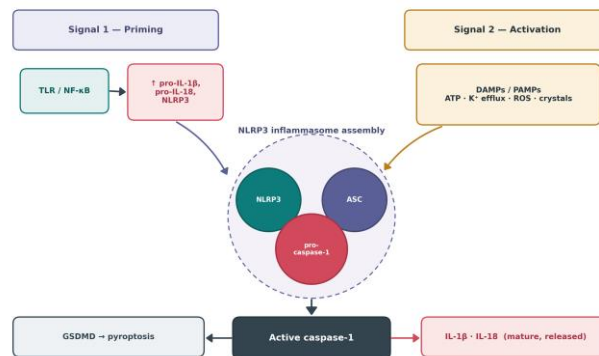 Signal 1 — Priming
Signal 2 — Activation
TLR / NF-κB
↑ pro-IL-1β,
pro-IL-18,
NLRP3
DAMPs / PAMPs
ATP · K⁺ efflux · ROS · crystals
NLRP3 inflammasome assembly
NLRP3
ASC
pro-
caspase-1
GSDMD → pyroptosis
Active caspase-1
IL-1β · IL-18 (mature, released)